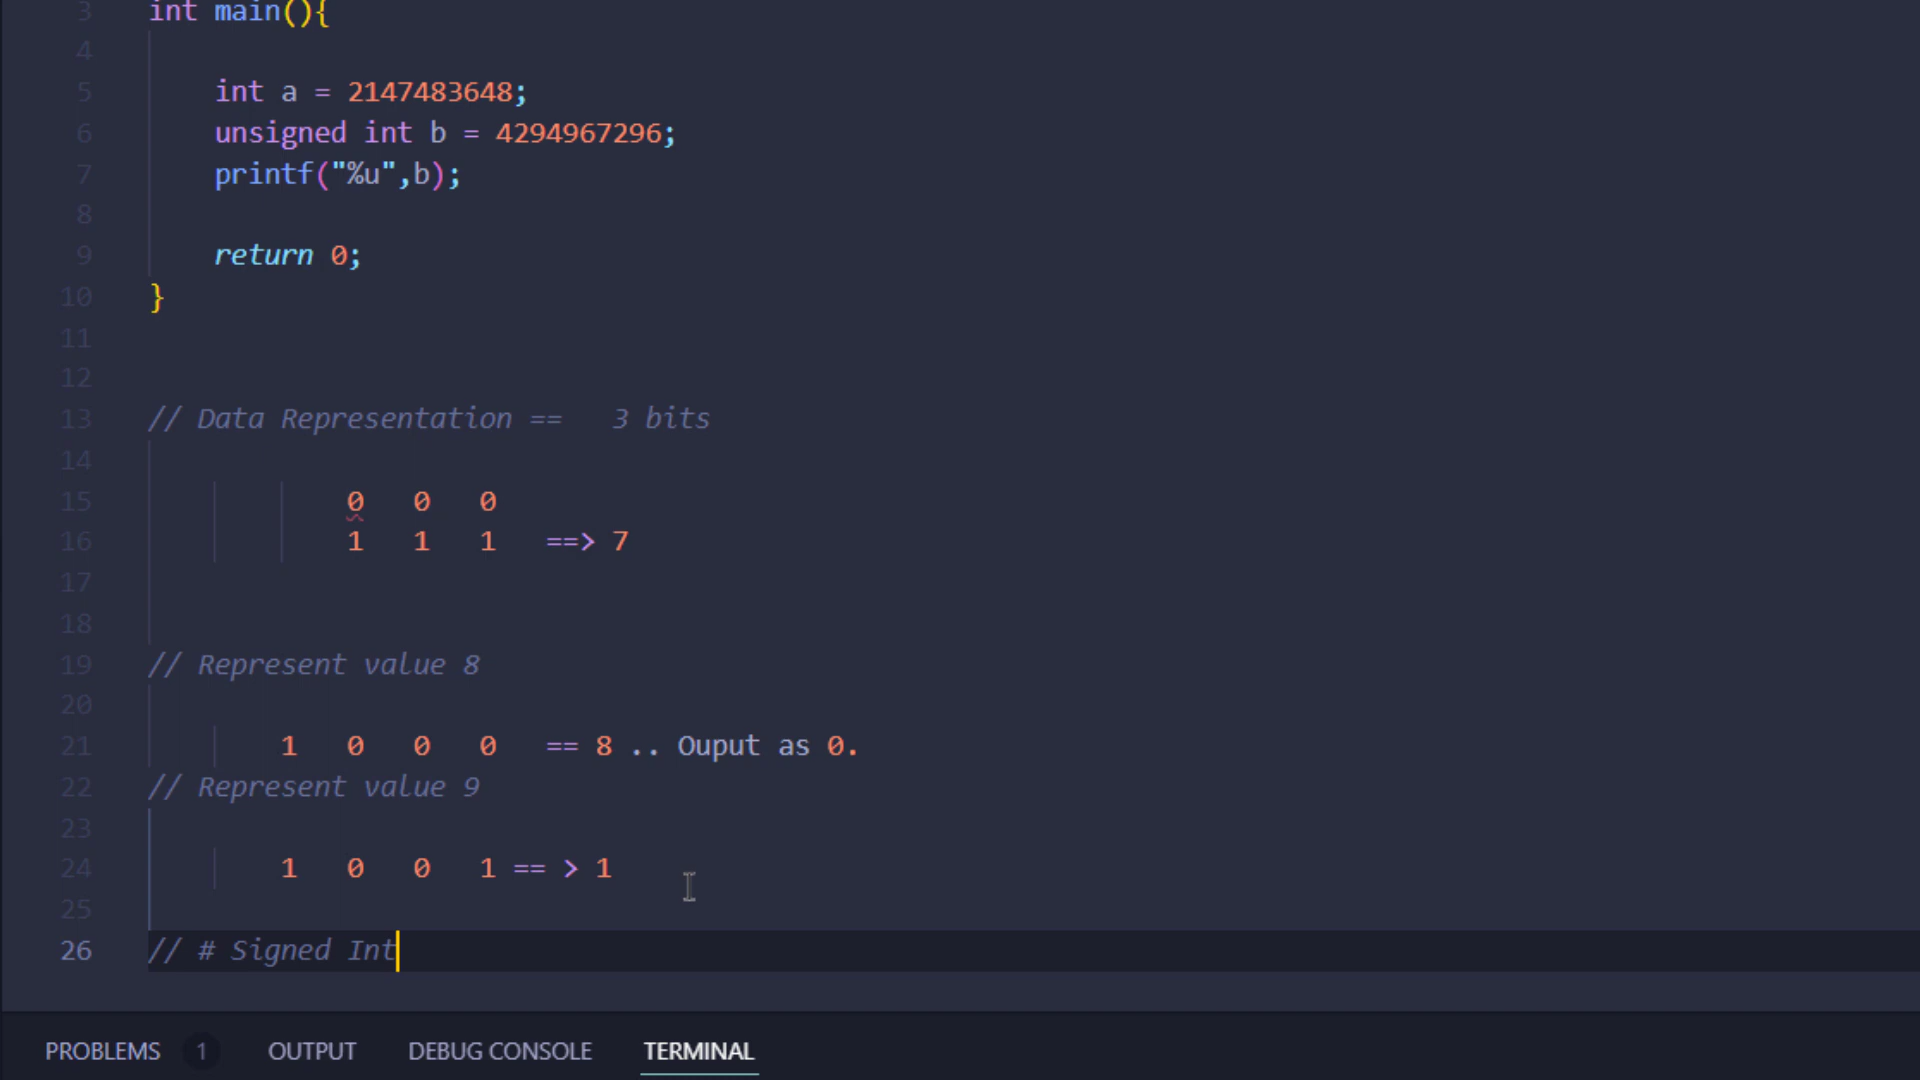 3 int main(){
4
5 int a = 2147483648;
6 unsigned int b = 4294967296;
7 printf("%u",b);
8
9 return 0;
10 }
11
12
13 // Data Representation == 3 bits
14
15 0 0 0
16 1 1 1 ==> 7
17
18
19 // Represent value 8
20
21 1 0 0 0 == 8 .. Ouput as 0.
22 // Represent value 9
23
24 1 0 0 1 == > 1
25
26 // # Signed Int
PROBLEMS 1 OUTPUT DEBUG CONSOLE TERMINAL